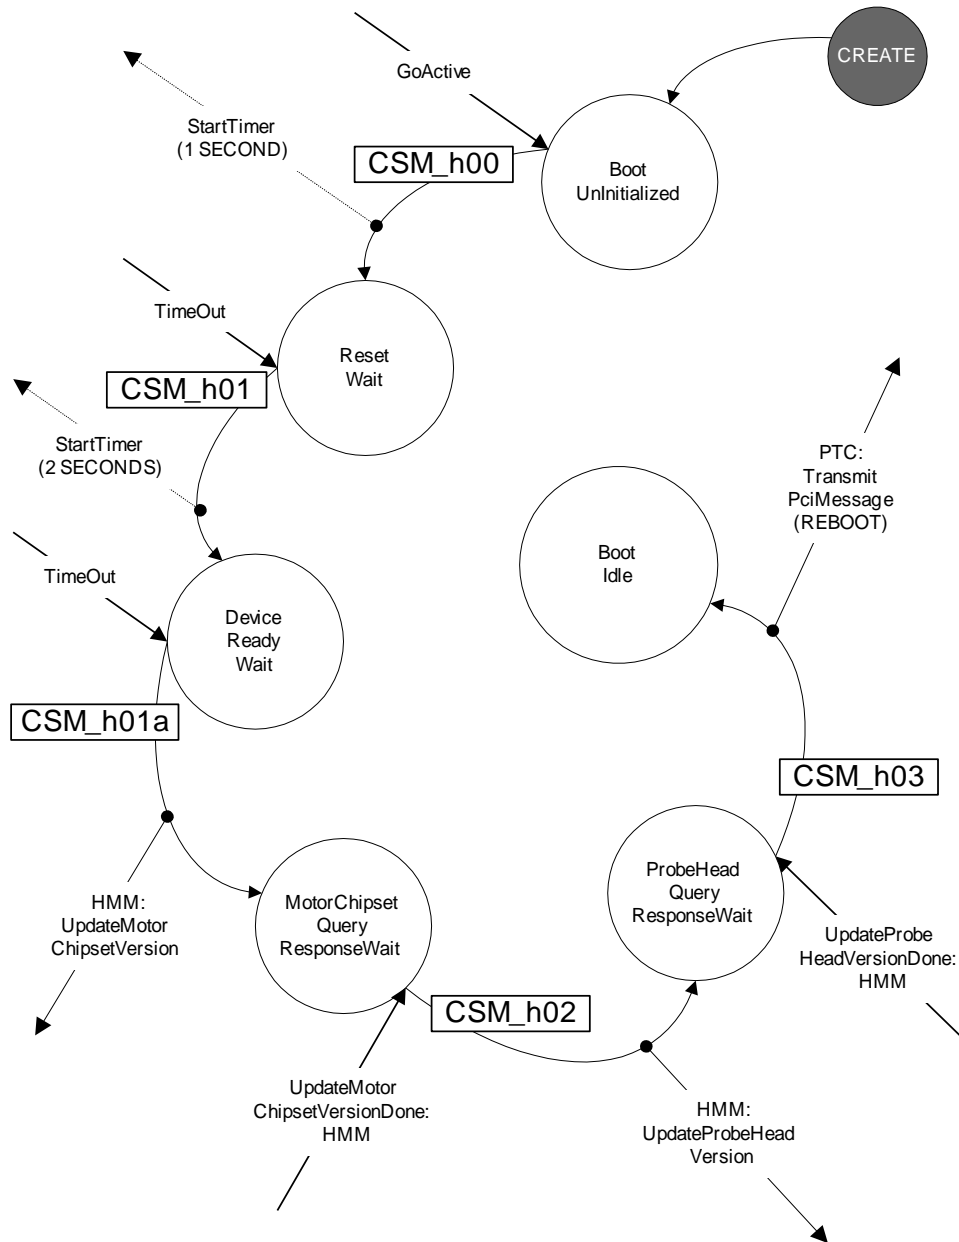 CREATE
GoActive
StartTimer
(1 SECOND)
CSM_h00
Boot
UnInitialized
TimeOut
Reset
Wait
CSM_h01
StartTimer
(2 SECONDS)
PTC:
Transmit
PciMessage
(REBOOT)
Boot
Idle
TimeOut
Device
Ready
Wait
CSM_h01a
CSM_h03
HMM:
UpdateMotor
ChipsetVersion
MotorChipset
Query
ResponseWait
ProbeHead
Query
ResponseWait
UpdateProbe
HeadVersionDone:
HMM
CSM_h02
UpdateMotor
ChipsetVersionDone:
HMM
HMM:
UpdateProbeHead
Version